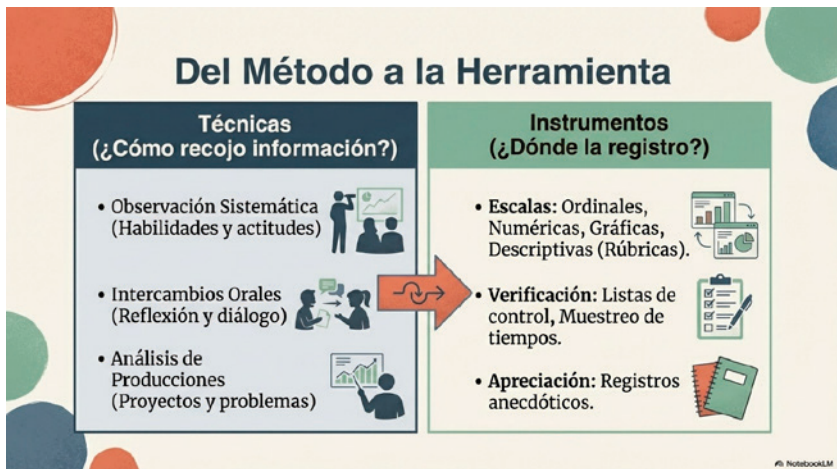 Del Método a la Herramienta
Técnicas
(¿Cómo recojo información?)
• Observación Sistemática
(Habilidades y actitudes)
• Intercambios Orales
(Reflexión y diálogo)
• Análisis de
Producciones
(Proyectos y problemas)
Instrumentos
(¿Dónde la registro?)
• Escalas: Ordinales,
Numéricas, Gráficas,
Descriptivas (Rúbricas).
• Verificación: Listas de
control, Muestreo de
tiempos.
• Apreciación: Registros
anecdóticos.
NotebookLM